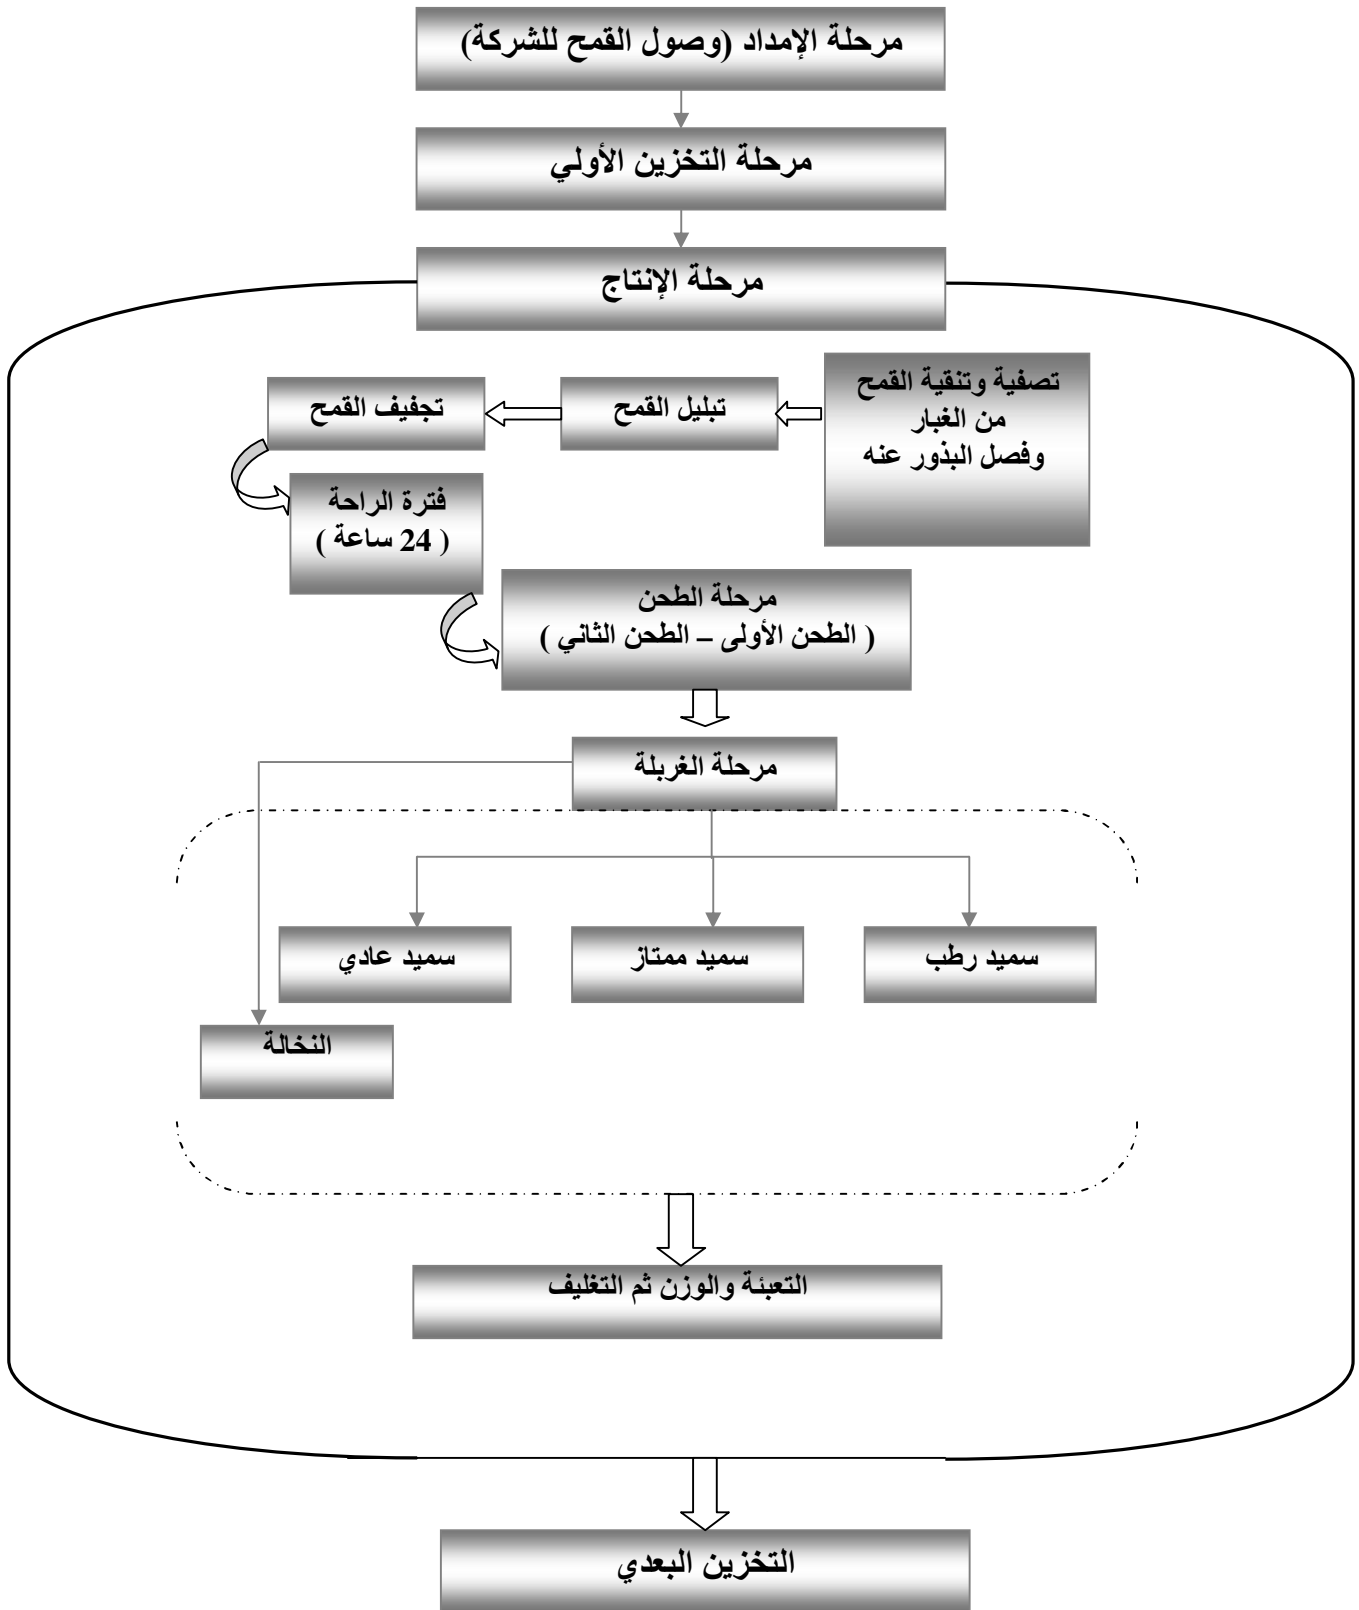 مرحلة الإمداد (وصول القمح للشركة)
مرحلة التخزين الأولي
مرحلة الإنتاج
تصفية وتنقية القمح
من الغبار
وفصل البذور عنه
تبليل القمح
تجفيف القمح
فترة الراحة
( 24 ساعة )
مرحلة الطحن
( الطحن الأولى – الطحن الثاني )
مرحلة الغربلة
سميد رطب
سميد ممتاز
سميد عادي
النخالة
التعبئة والوزن ثم التغليف
التخزين البعدي